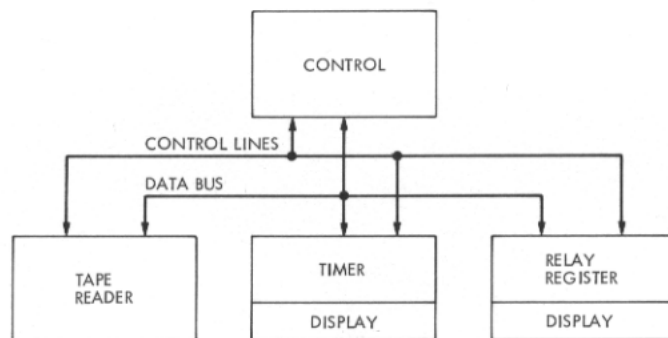 CONTROL
CONTROL LINES
DATA BUS
TAPE
READER
TIMER
DISPLAY
RELAY
REGISTER
DISPLAY